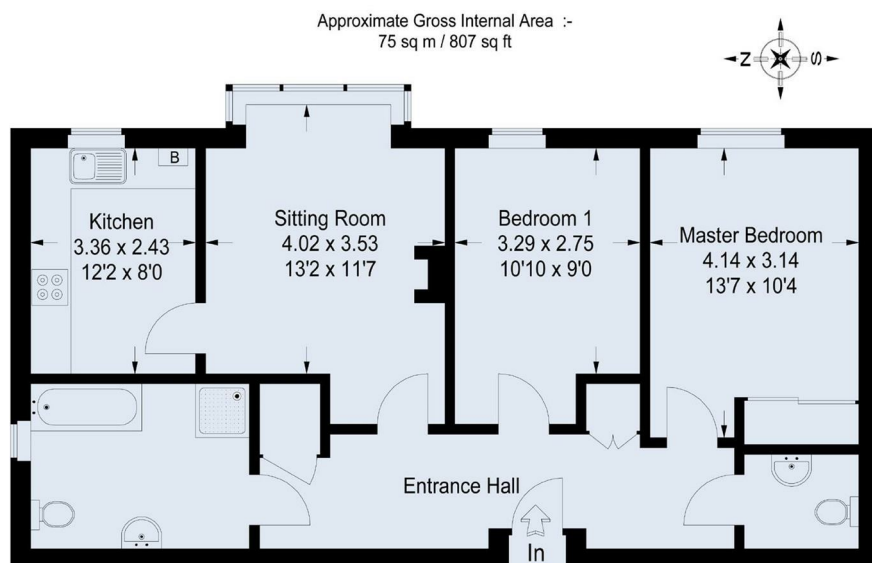 Approximate Gross Internal Area :-
75 sq m / 807 sq ft
N
S
B
Kitchen
3.36 x 2.43
12'2 x 8'0
Sitting Room
4.02 x 3.53
13'2 x 11'7
Bedroom 1
3.29 x 2.75
10'10 x 9'0
Master Bedroom
4.14 x 3.14
13'7 x 10'4
Entrance Hall
In